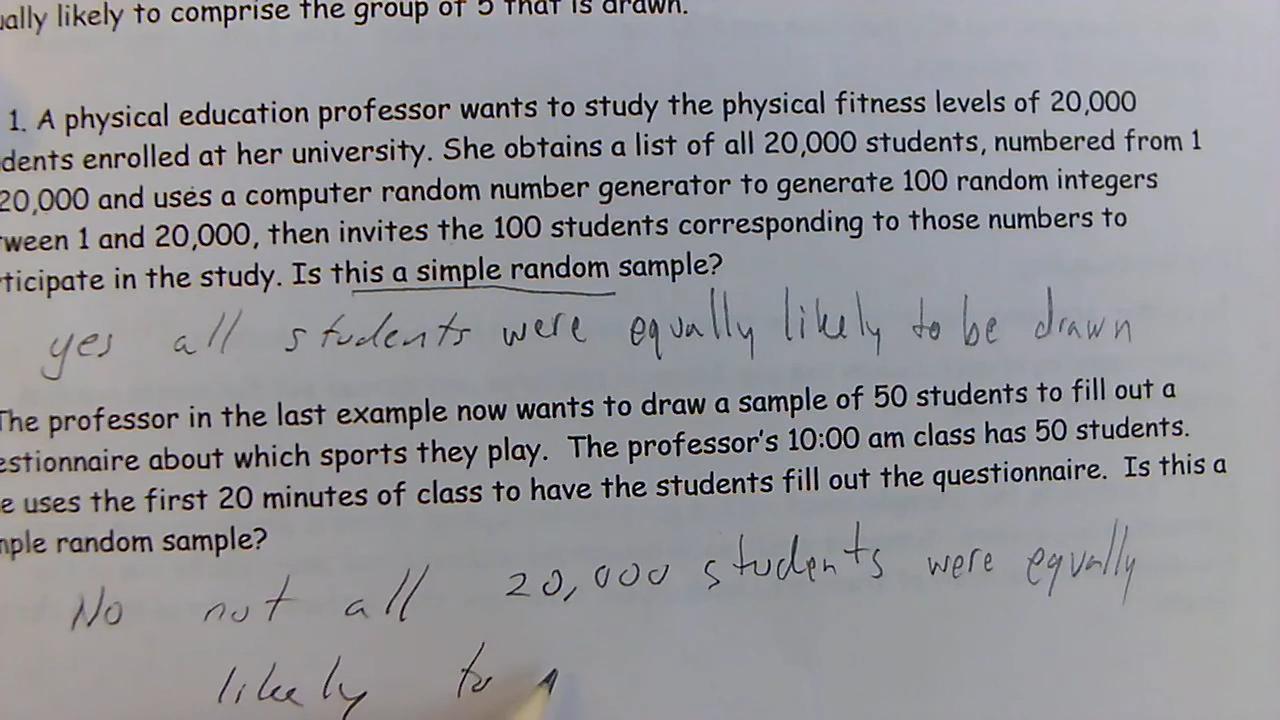 ually likely to comprise the group of 5 that is drawn.
1. A physical education professor wants to study the physical fitness levels of 20,000
dents enrolled at her university. She obtains a list of all 20,000 students, numbered from 1
20,000 and uses a computer random number generator to generate 100 random integers
ween 1 and 20,000, then invites the 100 students corresponding to those numbers to
ticipate in the study. Is this a simple random sample?
yes all students were equally likely to be drawn
The professor in the last example now wants to draw a sample of 50 students to fill out a
estionnaire about which sports they play. The professor's 10:00 am class has 50 students.
e uses the first 20 minutes of class to have the students fill out the questionnaire. Is this a
mple random sample?
No not all 20,000 students were equally
likely to